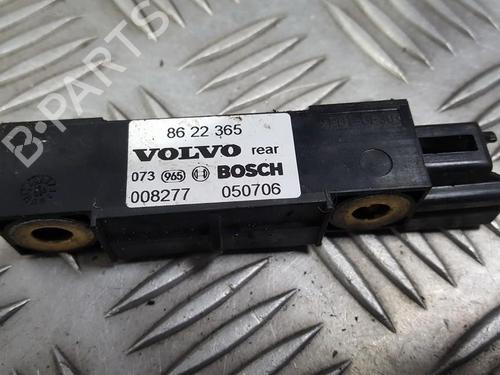 B-PARTS
86 22 365
VOLVO rear
073 965 BOSCH
008277 050706